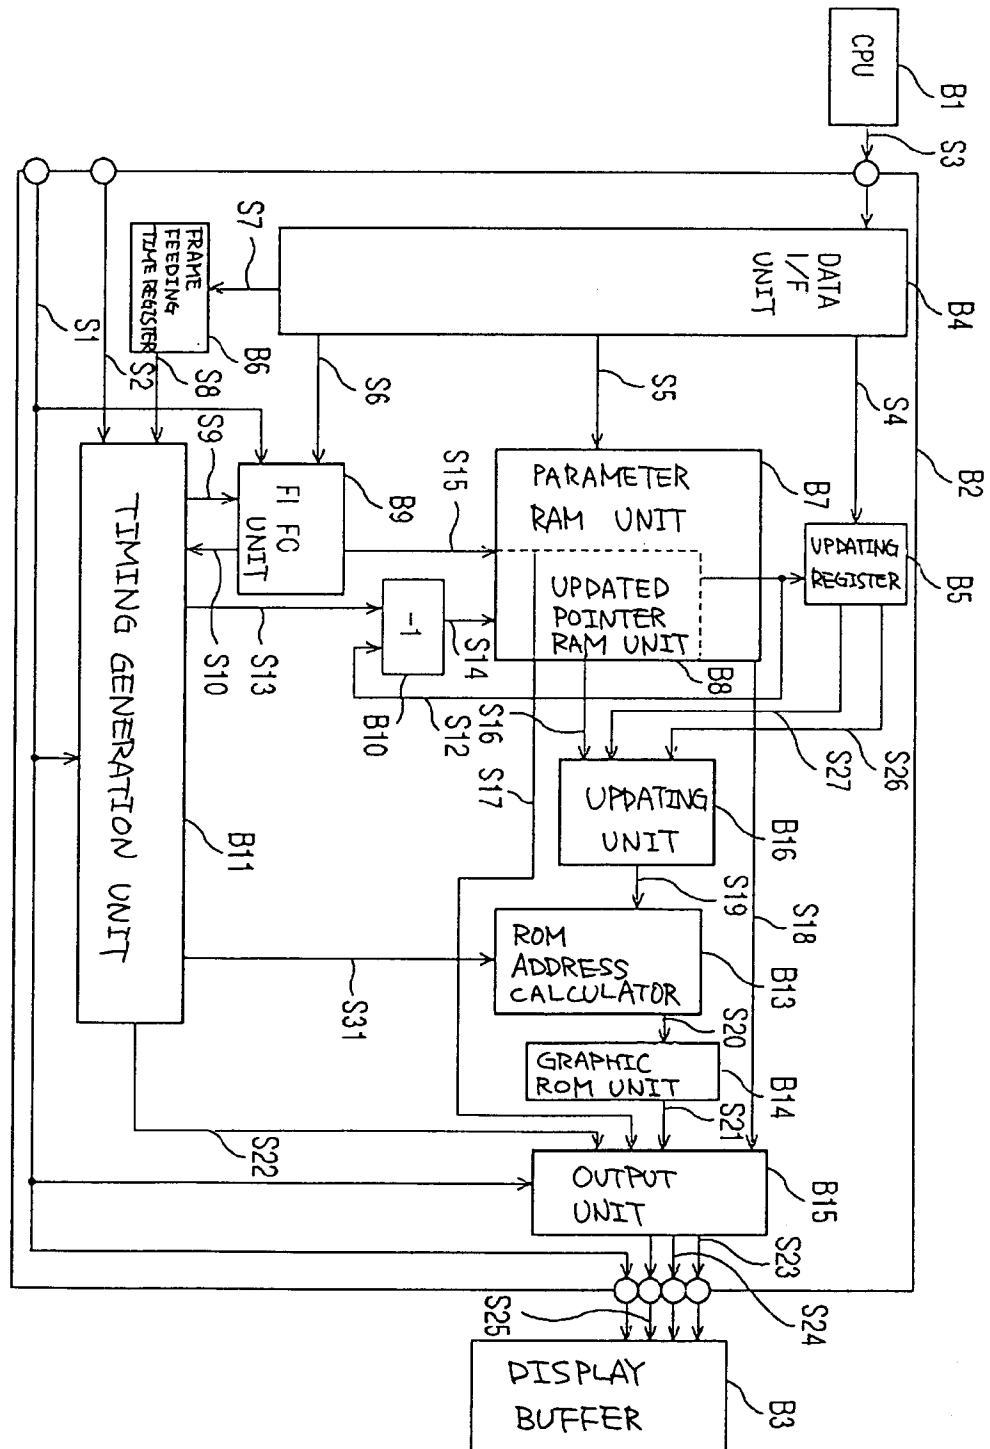 CPU
B1
S3
DATA
I/F
UNIT
B4
S4
B2
S7
FRAME
FEEDING
TIME REGISTER
B6
S1
S2
S8
S6
S5
S9
FIFO
UNIT
B9
S15
PARAMETER
RAM UNIT
B7
UPDATED
POINTER
RAM UNIT
B8
UPDATING
REGISTER
B5
S10
S13
-1
S14
B10
S12
S16
S17
S27
S26
TIMING GENERATION UNIT
B11
UPDATING
UNIT
B16
S19
S18
ROM
ADDRESS
CALCULATOR
B13
S31
S20
GRAPHIC
ROM UNIT
B14
S21
S22
OUTPUT
UNIT
B15
S23
S24
S25
DISPLAY
BUFFER
B3